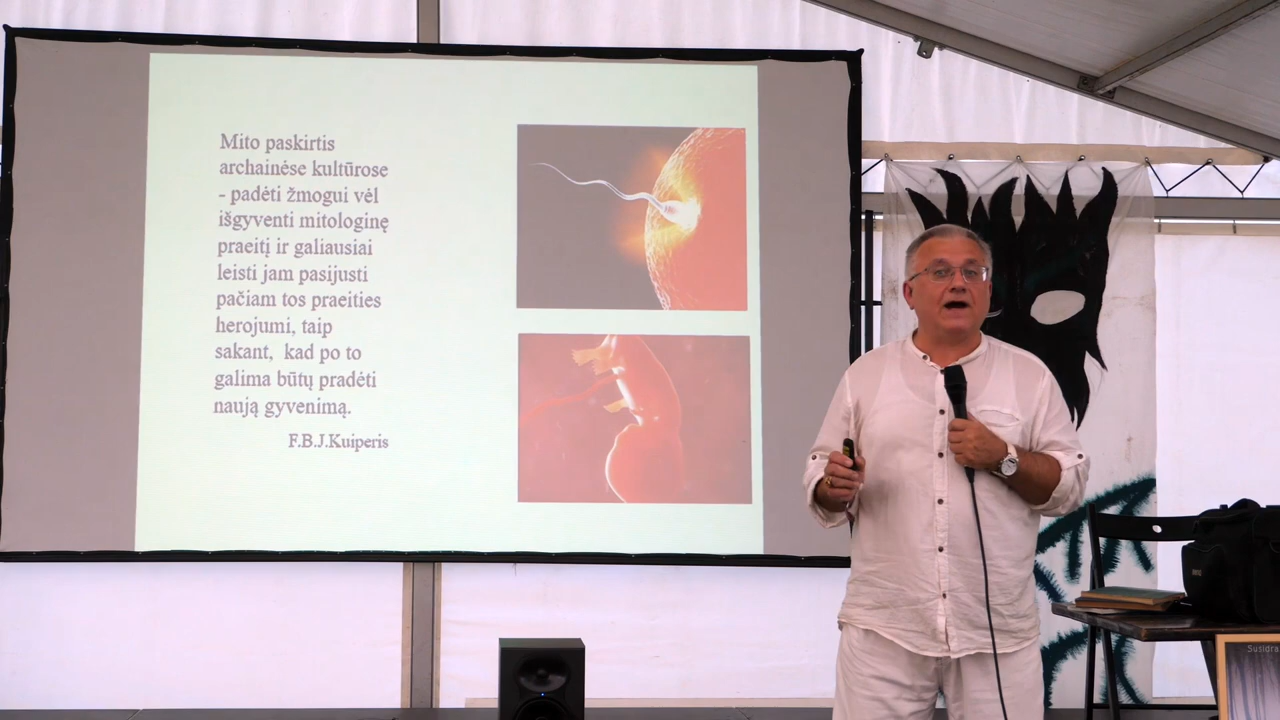 Mito paskirtis
archainėse kultūrose
- padėti žmogui vėl
išgyventi mitologinę
praeitį ir galiausiai
leisti jam pasijusti
pačiam tos praeities
herojumi, taip
sakant, kad po to
galima būtų pradėti
naują gyvenimą.
F.B.J.Kuiperis
Susidra